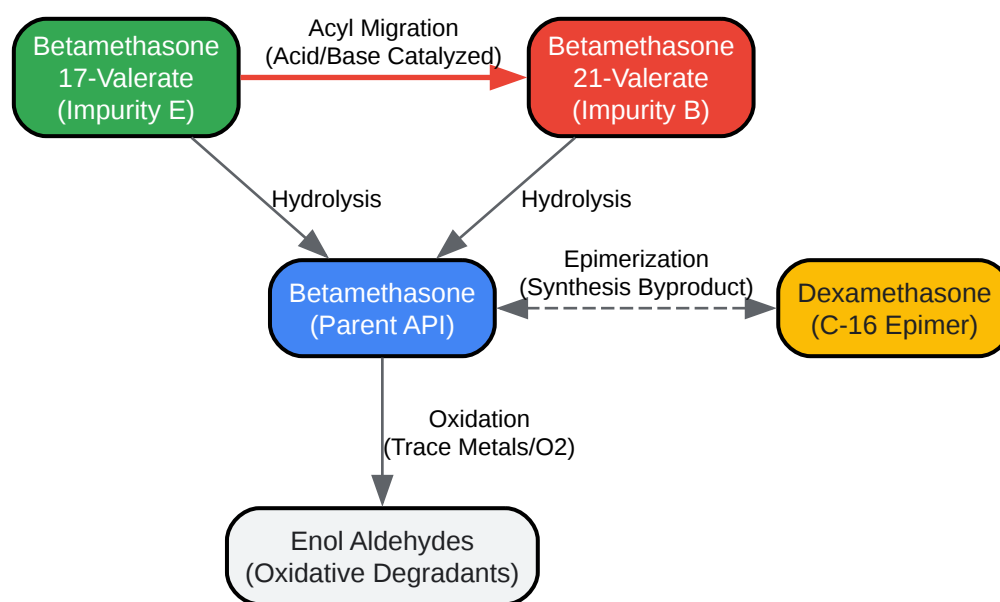 Betamethasone
17-Valerate
(Impurity E)
Acyl Migration
(Acid/Base Catalyzed)
Betamethasone
21-Valerate
(Impurity B)
Hydrolysis
Hydrolysis
Betamethasone
(Parent API)
Epimerization
(Synthesis Byproduct)
Dexamethasone
(C-16 Epimer)
Oxidation
(Trace Metals/O2)
Enol Aldehydes
(Oxidative Degradants)